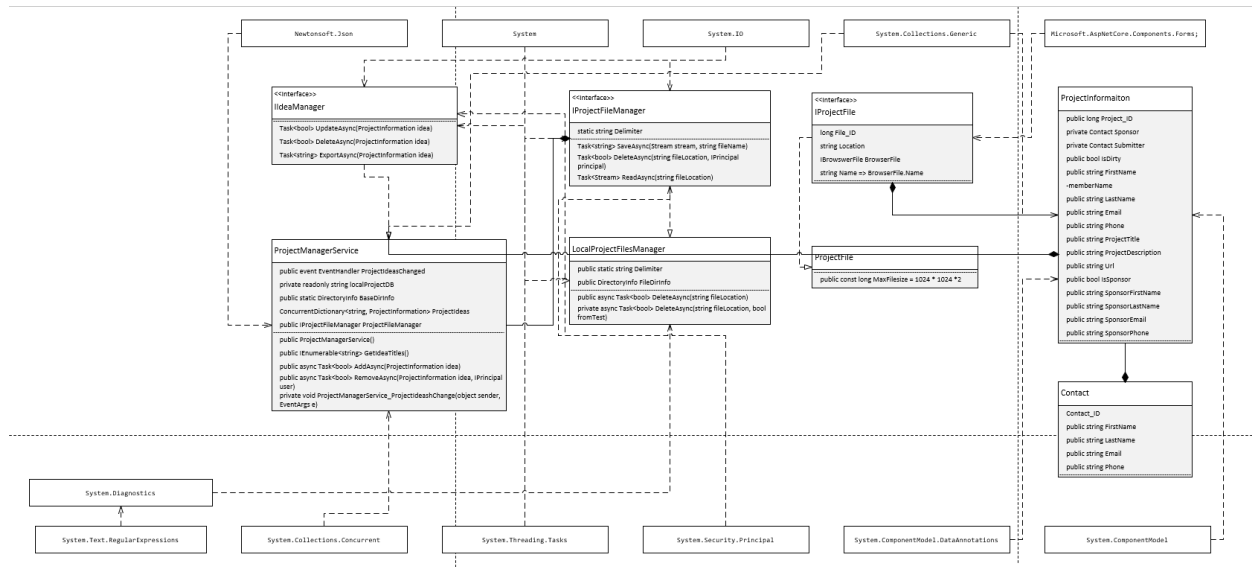 Newtonsoft.Json
System
System.IO
System.Collections.Generic
Microsoft.AspNetCore.Components.Forms;
<<Interface>>
IIdeaManager
Task<bool> UpdateAsync(ProjectInformation idea)
Task<bool> DeleteAsync(ProjectInformation idea)
Task<string> ExportAsync(ProjectInformation idea)
<<Interface>>
IProjectFileManager
static string Delimiter
Task<string> SaveAsync(Stream stream, string fileName)
Task<bool> DeleteAsync(string fileLocation, IPrincipal
principal)
Task<Stream> ReadAsync(string fileLocation)
<<Interface>>
IProjectFile
long File_ID
string Location
IBrowswerFile BrowserFile
string Name => BrowserFile.Name
ProjectInformaiton
public long Project_ID
private Contact Sponsor
private Contact Submitter
public bool isDirty
public string FirstName
-memberName
public string LastName
public string Email
public string Phone
public string ProjectTitle
public string ProjectDescription
public string Url
public bool IsSponsor
public string SponsorFirstName
public string SponsorLastName
public string SponsorEmail
public string SponsorPhone
ProjectManagerService
public event EventHandler ProjectIdeasChanged
private readonly string localProjectDB
public static DirectoryInfo BaseDirInfo
ConcurrentDictionary<string, ProjectInformation> ProjectIdeas
public IProjectFileManager ProjectFileManager
public ProjectManagerService()
public IEnumerable<string> GetIdeaTitles()
public async Task<bool> AddAsync(ProjectInformation idea)
public async Task<bool> RemoveAsync(ProjectInformation idea, IPrincipal
user)
private void ProjectManagerService_ProjectIdeashChange(object sender,
EventArgs e)
LocalProjectFilesManager
public static string Delimiter
public DirectoryInfo FileDirInfo
public async Task<bool> DeleteAsync(string fileLocation)
private async Task<bool> DeleteAsync(string fileLocation, bool
fromTest)
ProjectFile
public const long MaxFilesize = 1024 * 1024 *2
Contact
Contact_ID
public string FirstName
public string LastName
public string Email
public string Phone
System.Diagnostics
System.Text.RegularExpressions
System.Collections.Concurrent
System.Threading.Tasks
System.Security.Principal
System.ComponentModel.DataAnnotations
System.ComponentModel